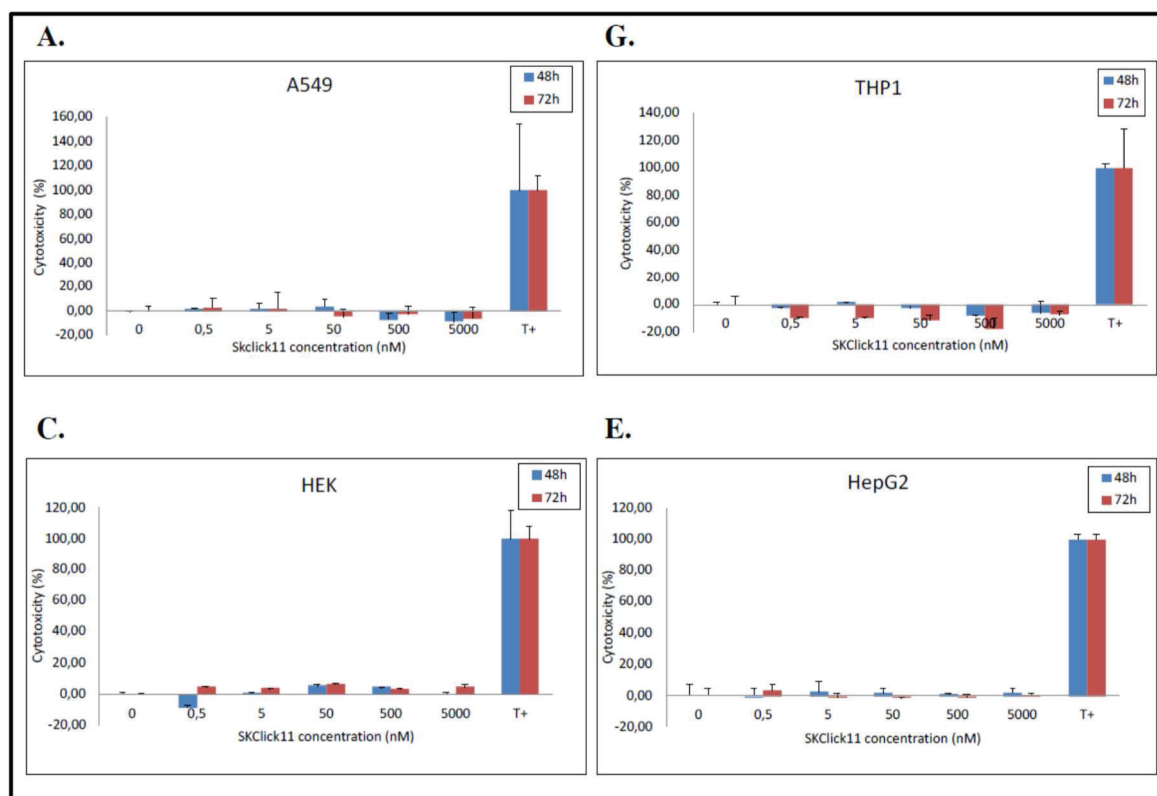 A.
A549
48h
72h
160,00
140,00
120,00
100,00
80,00
60,00
40,00
20,00
0,00
-20,00
Cytotoxicity (%)
0 0,5 5 50 500 5000 T+
Skclick11 concentration (nM)
G.
THP1
48h
72h
140,00
120,00
100,00
80,00
60,00
40,00
20,00
0,00
-20,00
Cytotoxicity (%)
0 0,5 5 50 500 5000 T+
SKClick11 concentration (nM)
C.
HEK
48h
72h
120,00
100,00
80,00
60,00
40,00
20,00
0,00
-20,00
Cytotoxicity (%)
0 0,5 5 50 500 5000 T+
SKClick11 concentration (nM)
E.
HepG2
48h
72h
120,00
100,00
80,00
60,00
40,00
20,00
0,00
-20,00
Cytotoxicity (%)
0 0,5 5 50 500 5000 T+
SKClick11 concentration (nM)